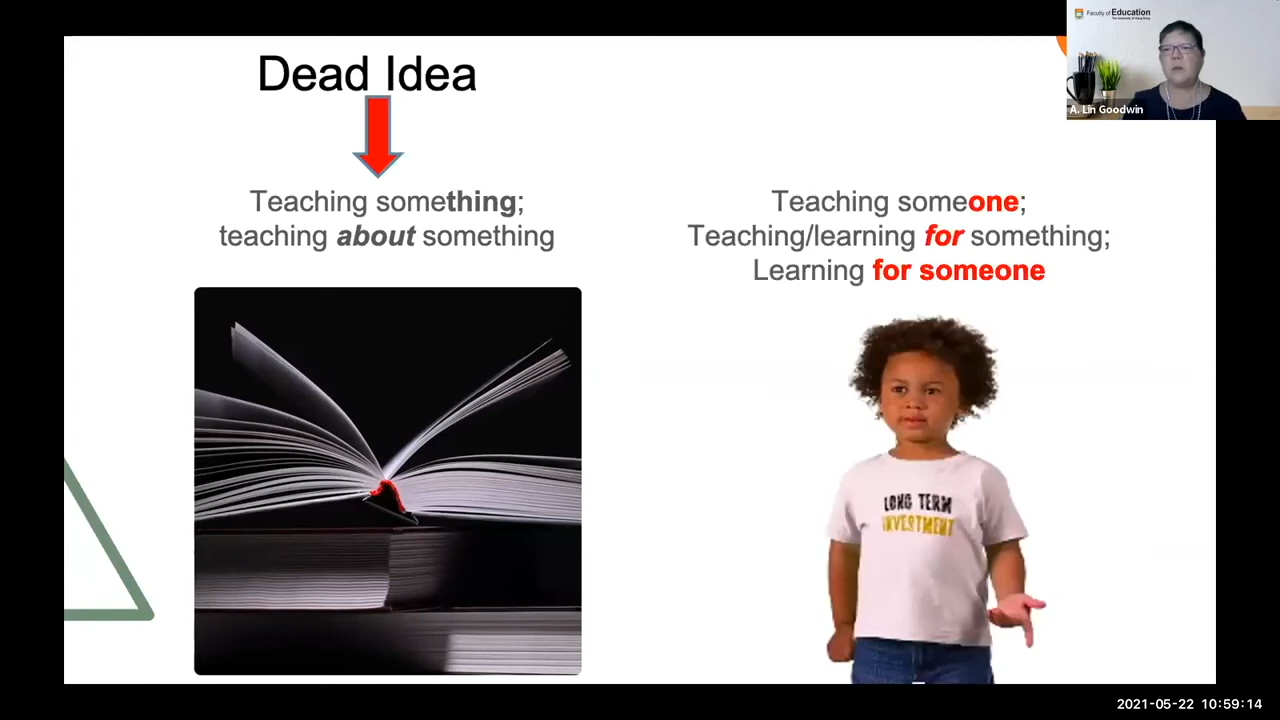 Dead Idea
Teaching something;
teaching about something
Teaching someone;
Teaching/learning for something;
Learning for someone
LONG TERM
INVESTMENT
Faculty of Education
The University of Hong Kong
A. Lin Goodwin
2021-05-22 10:59:14